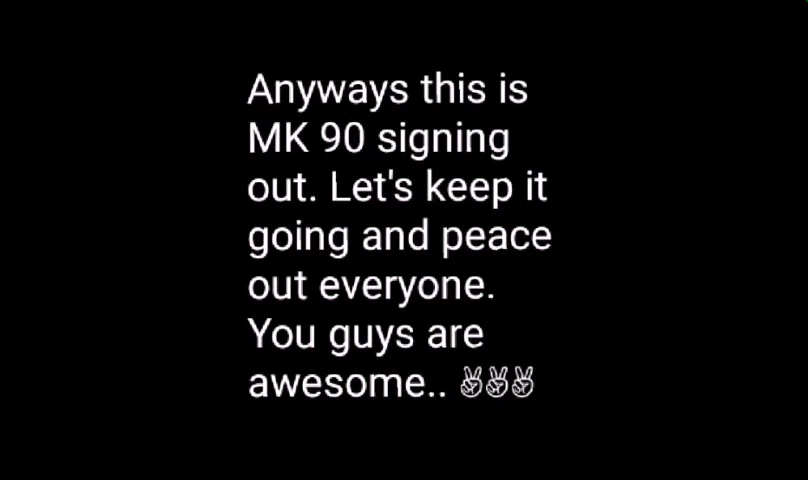 Anyways this is
MK 90 signing
out. Let's keep it
going and peace
out everyone.
You guys are
awesome.. ✌✌✌